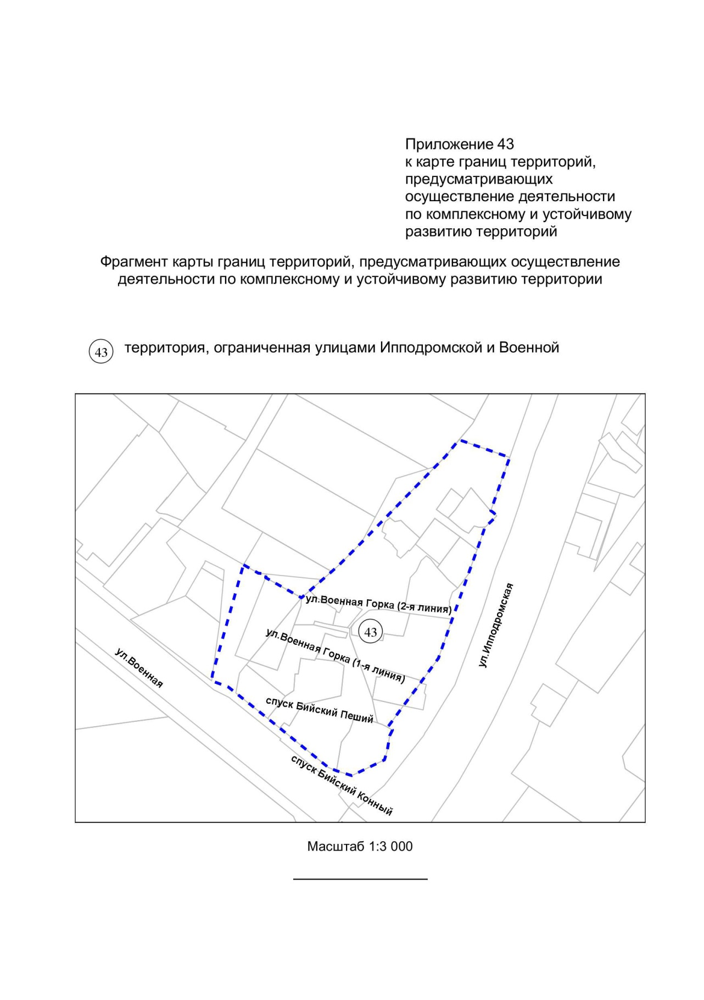 Приложение 43
к карте границ территорий,
предусматривающих
осуществление деятельности
по комплексному и устойчивому
развитию территорий
Фрагмент карты границ территорий, предусматривающих осуществление
деятельности по комплексному и устойчивому развитию территории
43 территория, ограниченная улицами Ипподромской и Военной
ул.Военная Горка (2-я линия)
43
ул.Военная Горка (1-я линия)
ул.Ипподромская
ул.Военная
спуск Бийский Пеший
спуск Бийский Конный
Масштаб 1:3 000